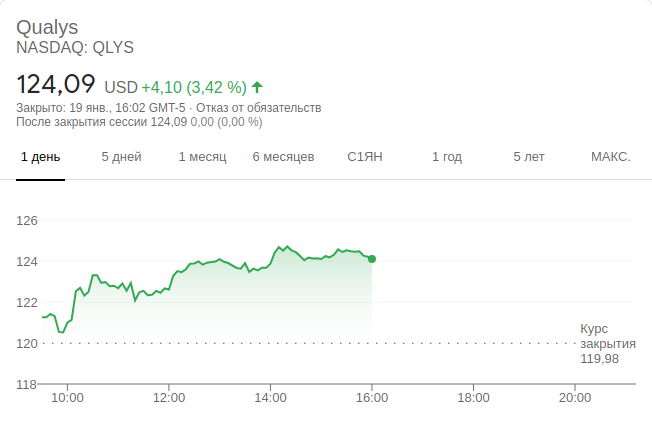 Qualys
NASDAQ: QLYS
124,09 USD +4,10 (3,42 %)
Закрыто: 19 янв., 16:02 GMT-5 · Отказ от обязательств
После закрытия сессии 124,09 0,00 (0,00 %)
1 день 5 дней 1 месяц 6 месяцев С1ЯН 1 год 5 лет МАКС.
126
124
122
Курс
120 закрытия
119,98
118
10:00 12:00 14:00 16:00 18:00 20:00